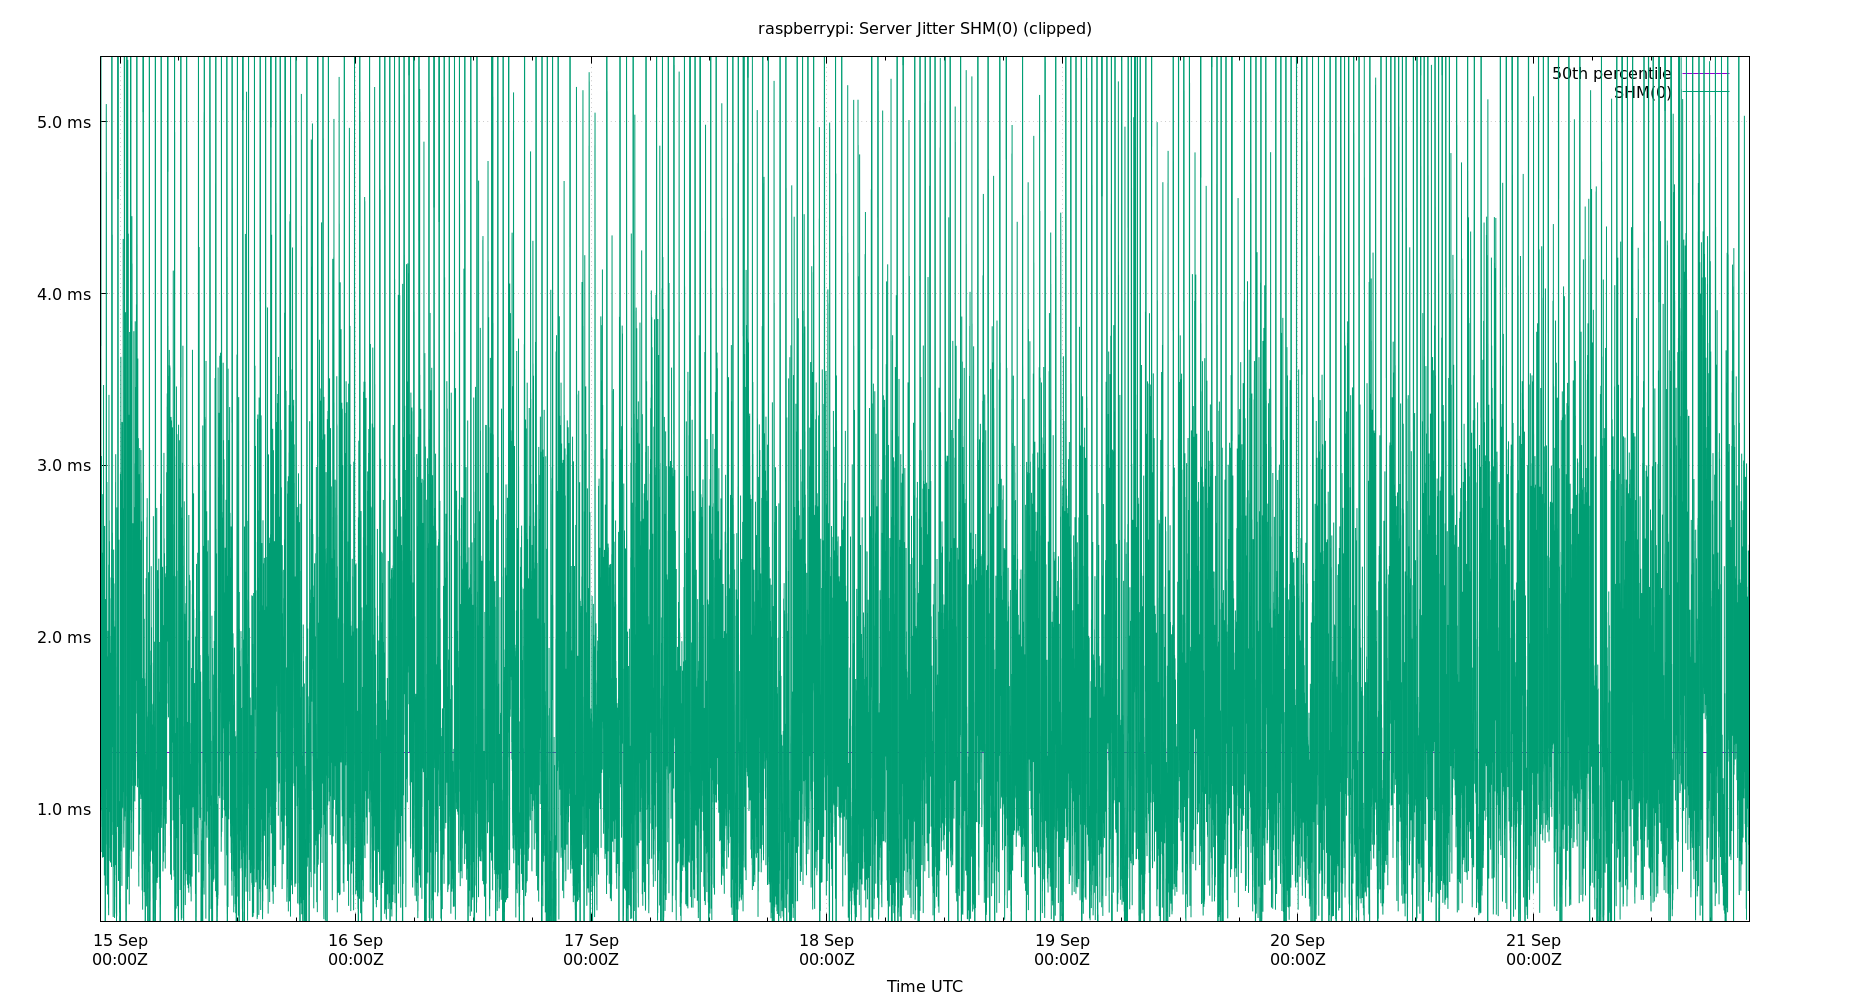 raspberrypi: Server Jitter SHM(0) (clipped)
50th percentile
SHM(0)
5.0 ms
4.0 ms
3.0 ms
2.0 ms
1.0 ms
15 Sep 16 Sep 17 Sep 18 Sep 19 Sep 20 Sep 21 Sep
00:00Z 00:00Z 00:00Z 00:00Z 00:00Z 00:00Z 00:00Z
Time UTC